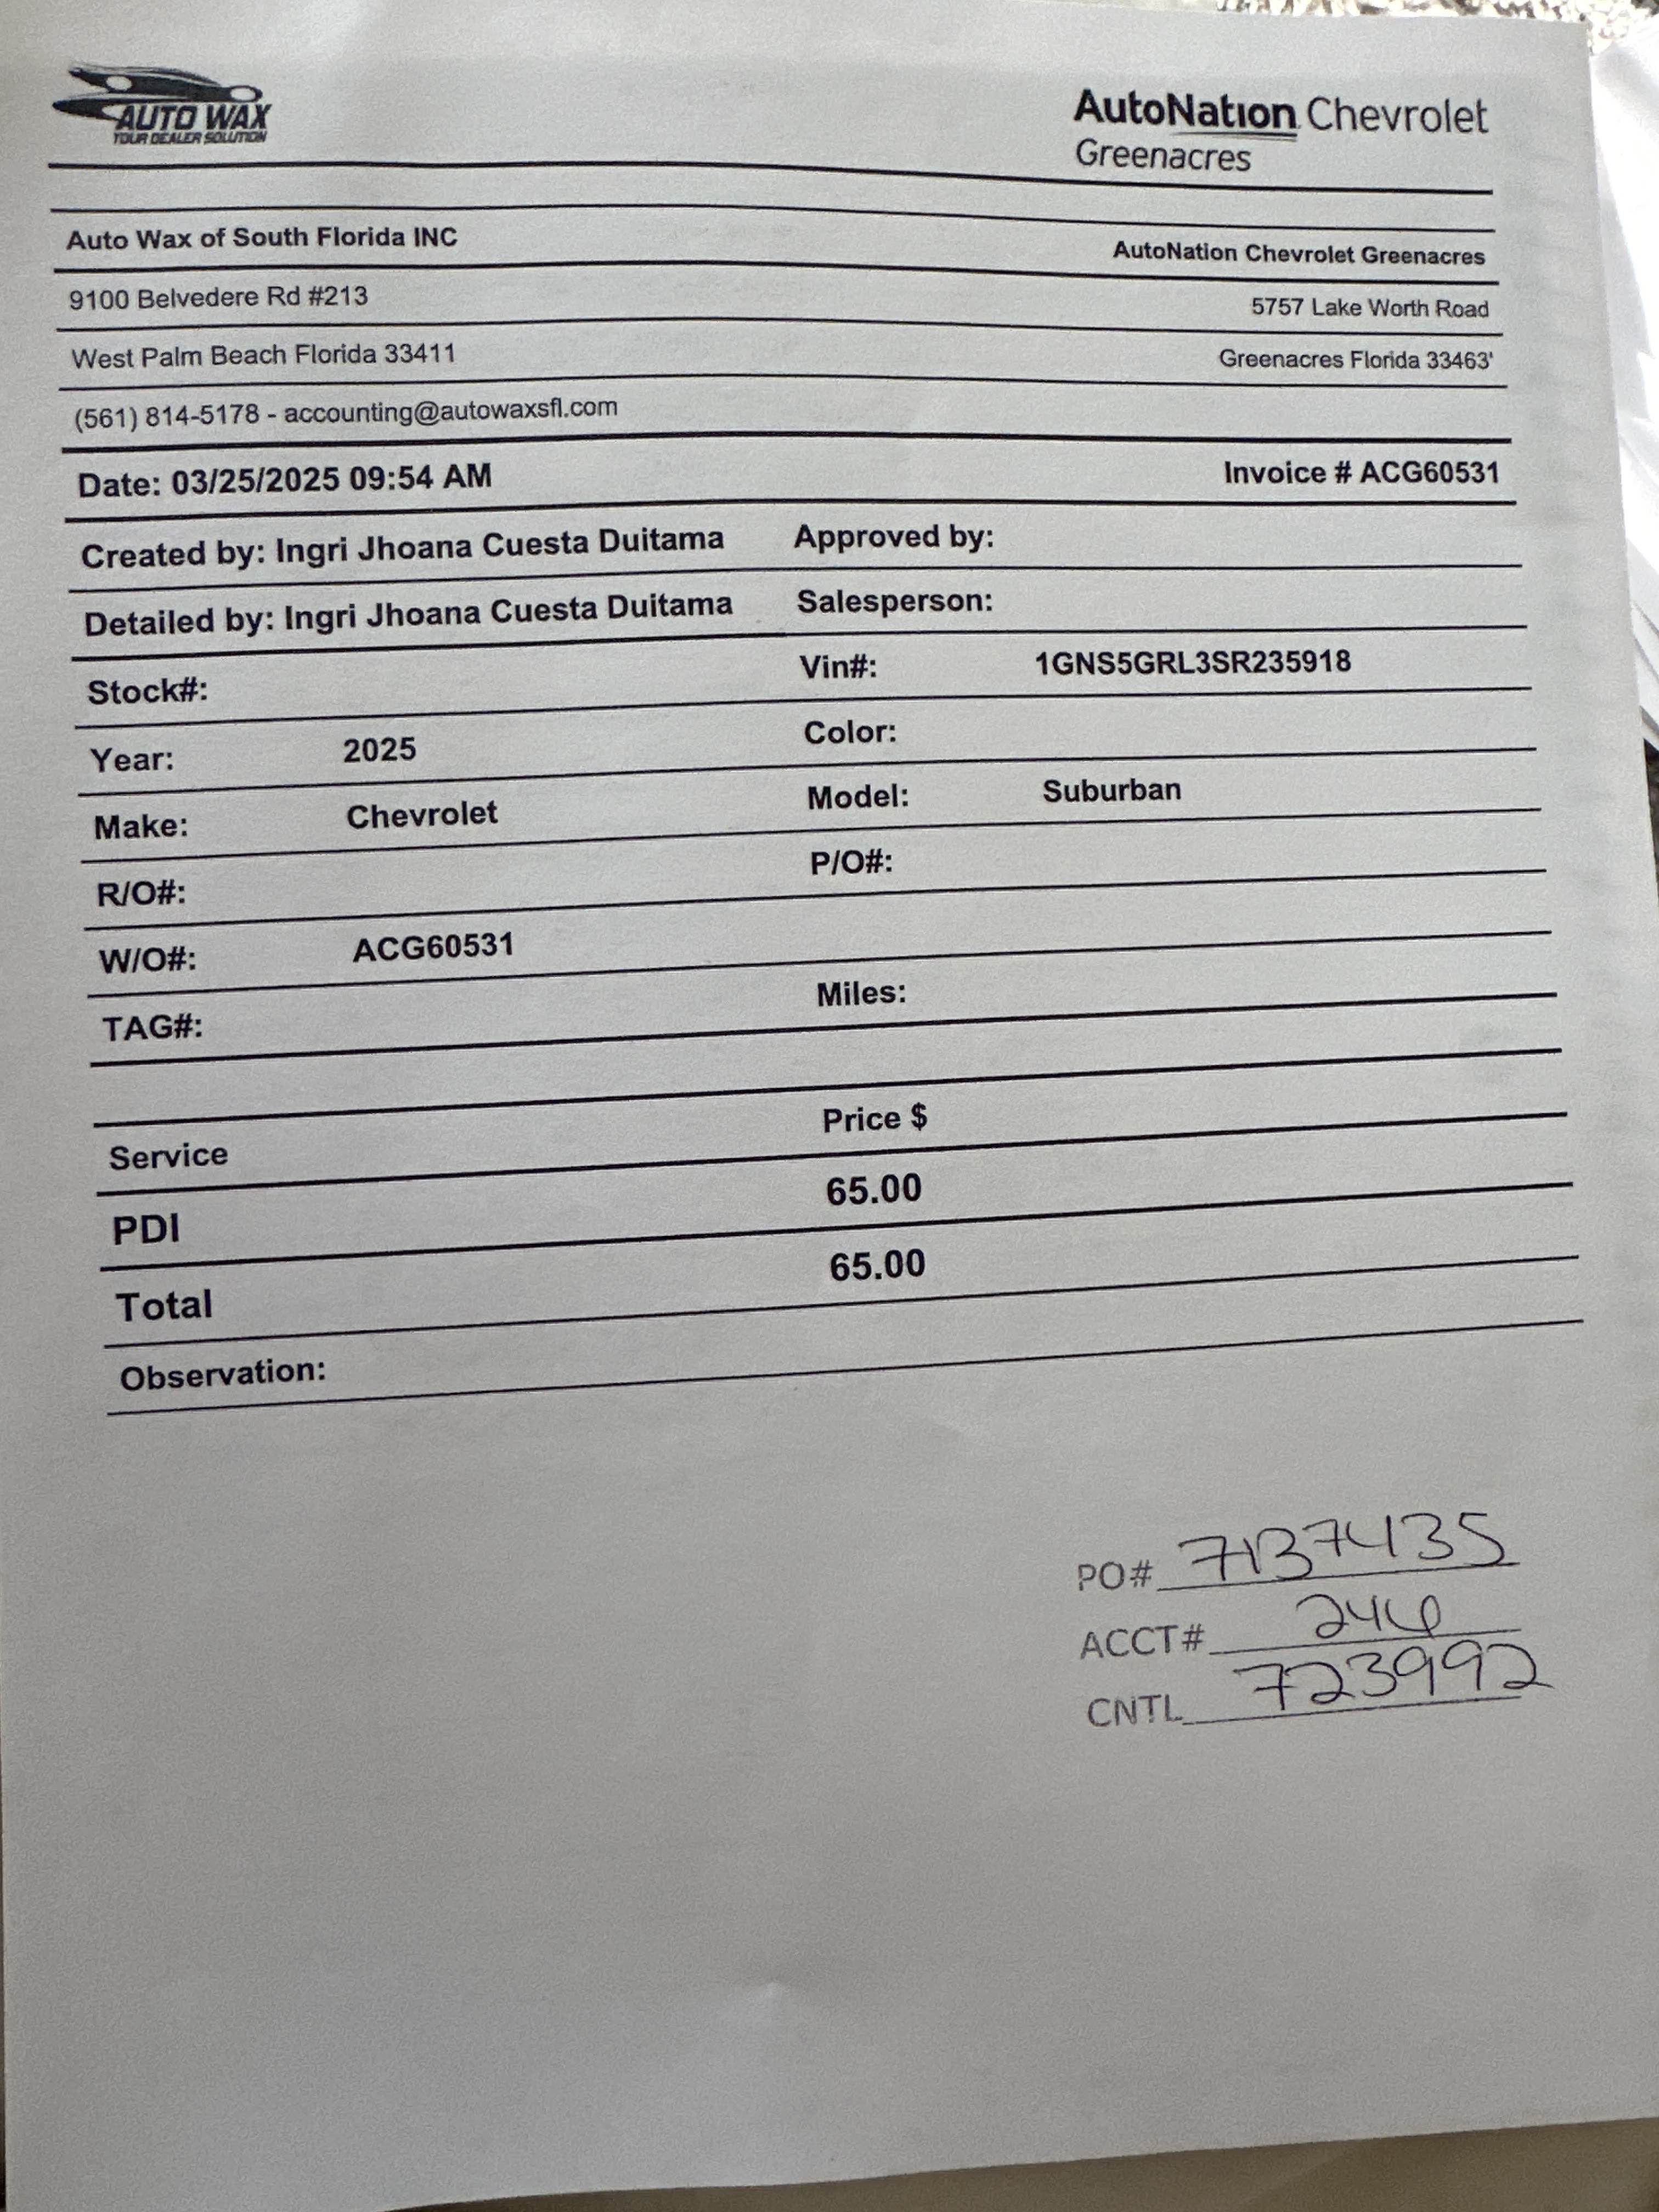 AUTO WAX
YOUR DEALER SOLUTION
AutoNation Chevrolet
Greenacres
Auto Wax of South Florida INC
AutoNation Chevrolet Greenacres
9100 Belvedere Rd #213
5757 Lake Worth Road
West Palm Beach Florida 33411
Greenacres Florida 33463'
(561) 814-5178 - accounting@autowaxsfl.com
Date: 03/25/2025 09:54 AM
Invoice # ACG60531
Created by: Ingri Jhoana Cuesta Duitama Approved by:
Detailed by: Ingri Jhoana Cuesta Duitama Salesperson:
Stock#: Vin#: 1GNS5GRL3SR235918
Year: 2025 Color:
Make: Chevrolet Model: Suburban
R/O#: P/O#:
W/O#: ACG60531
TAG#: Miles:
Service Price $
PDI 65.00
Total 65.00
Observation:
PO# 7137435
ACCT# 246
CNTL 723992